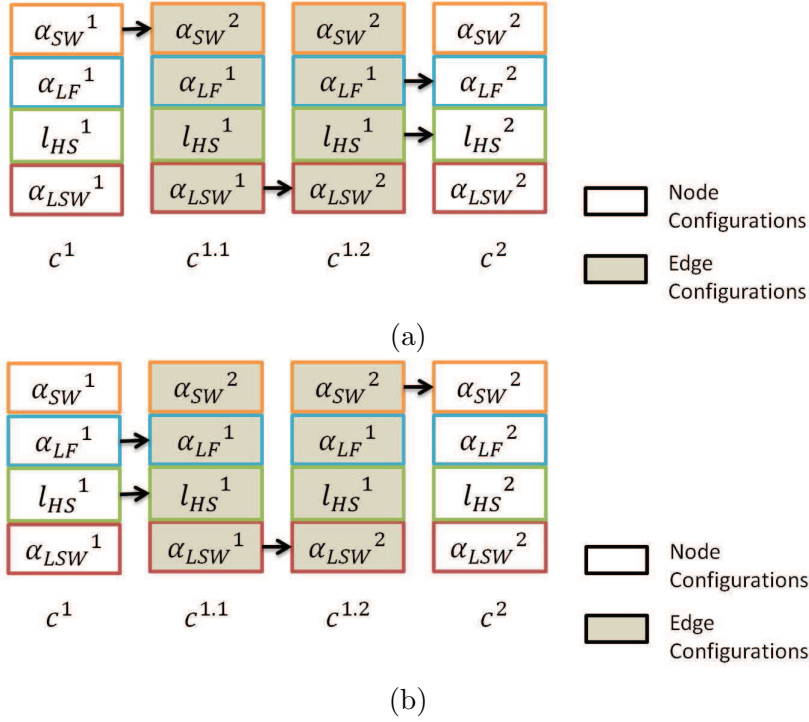 α_SW^1 α_SW^2 α_SW^2 α_SW^2
α_LF^1 α_LF^1 α_LF^1 α_LF^2
l_HS^1 l_HS^1 l_HS^1 l_HS^2
α_LSW^1 α_LSW^1 α_LSW^2 α_LSW^2
c^1 c^1.1 c^1.2 c^2
Node
Configurations
Edge
Configurations
(a)
α_SW^1 α_SW^2 α_SW^2 α_SW^2
α_LF^1 α_LF^1 α_LF^1 α_LF^2
l_HS^1 l_HS^1 l_HS^1 l_HS^2
α_LSW^1 α_LSW^1 α_LSW^2 α_LSW^2
c^1 c^1.1 c^1.2 c^2
Node
Configurations
Edge
Configurations
(b)